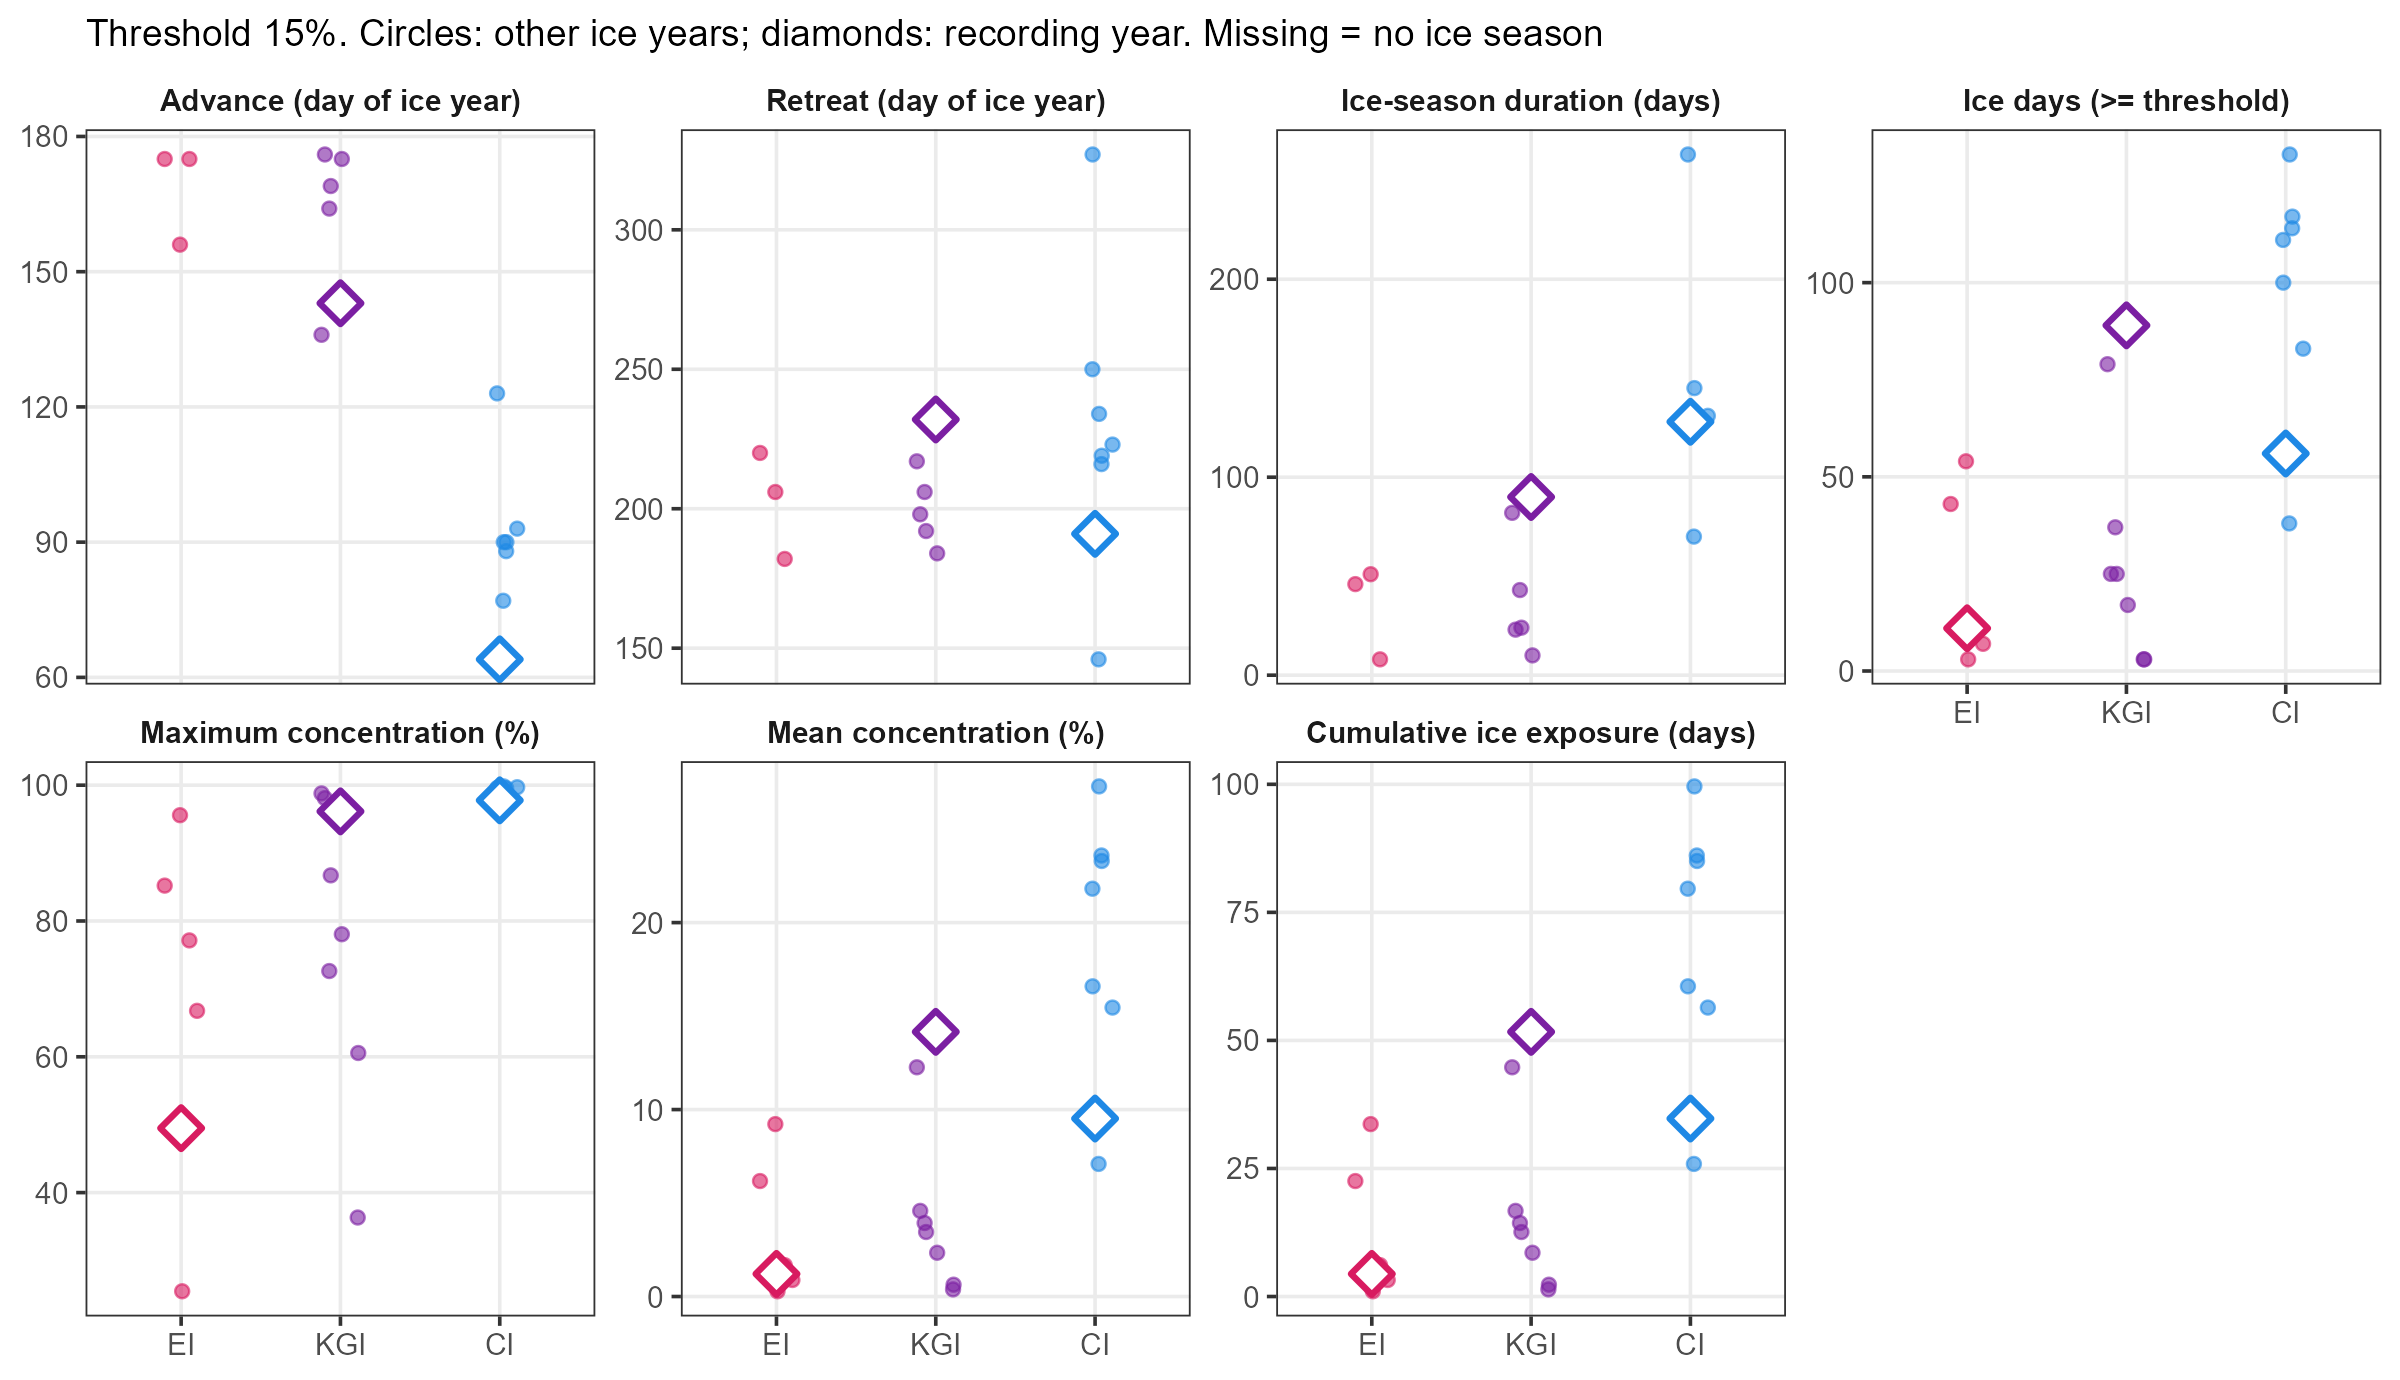 Threshold 15%. Circles: other ice years; diamonds: recording year. Missing = no ice season
Advance (day of ice year)
180
150
120
90
60
Retreat (day of ice year)
300
250
200
150
Ice-season duration (days)
200
100
0
Ice days (>= threshold)
100
50
0
EI KGI CI
Maximum concentration (%)
100
80
60
40
EI KGI CI
Mean concentration (%)
20
10
0
EI KGI CI
Cumulative ice exposure (days)
100
75
50
25
0
EI KGI CI